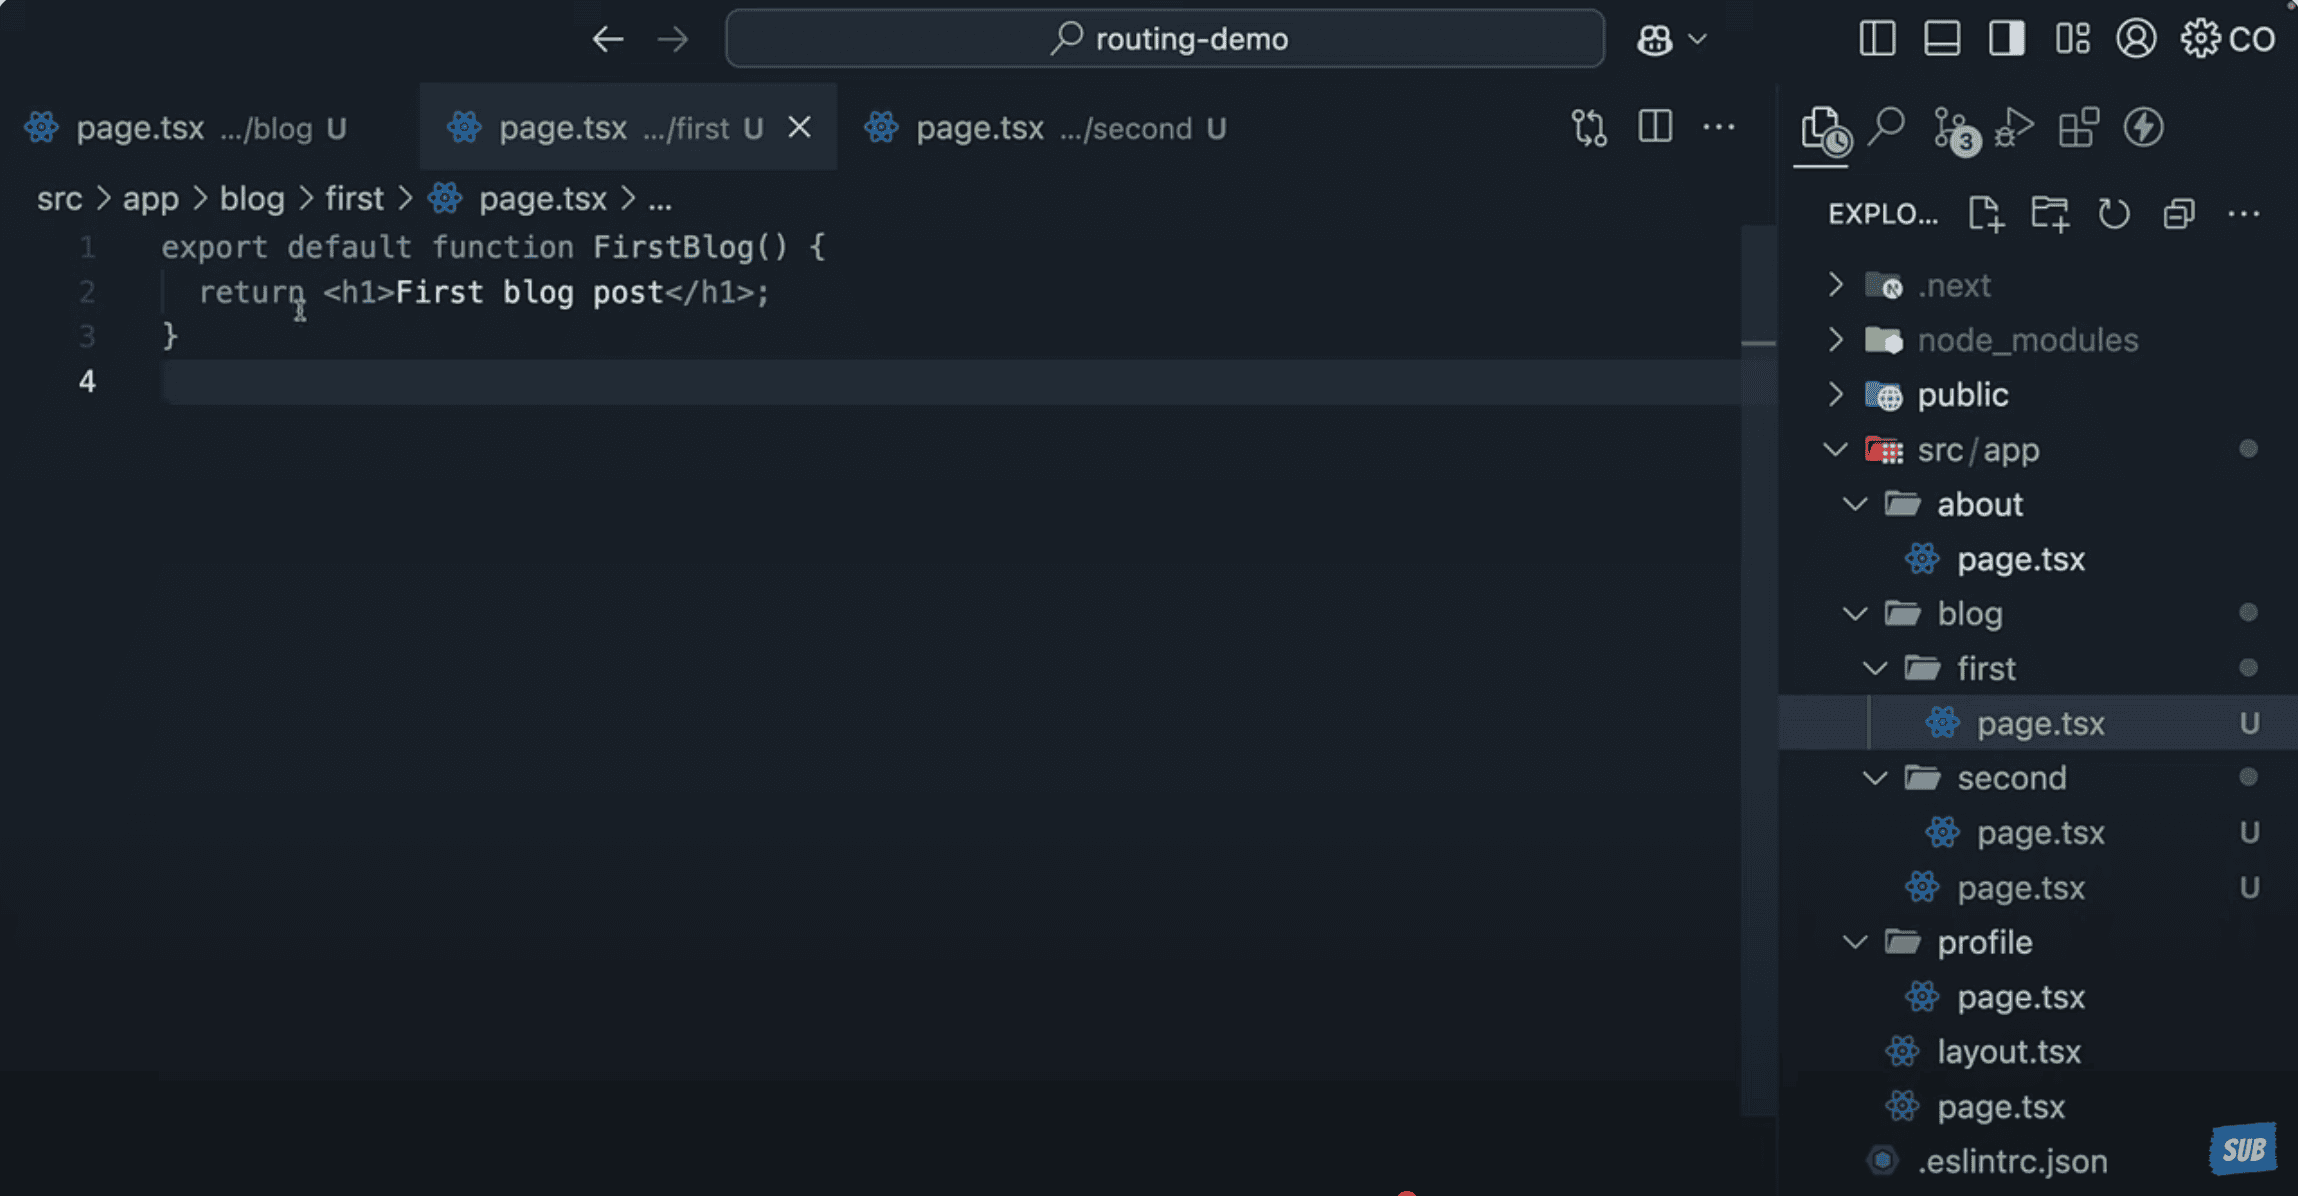 routing-demo
CO
page.tsx .../blog U
page.tsx .../first U
page.tsx .../second U
3
src > app > blog > first > page.tsx > ...
EXPLO...
1 export default function FirstBlog() {
2 return <h1>First blog post</h1>;
3 }
4
.next
node_modules
public
src/app
about
page.tsx
blog
first
page.tsx U
second
page.tsx U
page.tsx U
profile
page.tsx
layout.tsx
page.tsx
.eslintrc.json
SUB